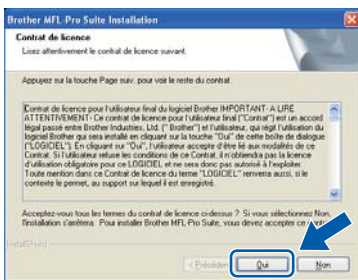 Brother MFL-Pro Suite Installation
Contrat de licence
Lisez attentivement le contrat de licence suivant.
Appuyez sur la touche Page suiv. pour voir le reste du contrat.
Contrat de licence pour l'utilisateur final du logiciel Brother IMPORTANT- A LIRE
ATTENTIVEMENT- Ce contrat de licence pour l'utilisateur final ("Contrat") est un accord
légal passé entre Brother Industries, Ltd. (" Brother") et l'utilisateur, qui régit l'utilisation du
logiciel Brother qui sera installé en cliquant sur la touche "Oui" de cette boîte de dialogue
("LOGICIEL"). En cliquant sur "Oui", l'utilisateur accepte d'être lié aux modalités de ce
Contrat. Si l'utilisateur refuse les conditions de ce Contrat, il n'obtiendra pas la licence
d'utilisation obligatoire pour ce LOGICIEL et ne sera donc pas autorisé à l'exploiter.
Toute mention dans ce Contrat de licence du terme "LOGICIEL" renverra aussi, si le
contexte le permet, au support sur lequel il est enregistré.
Acceptez-vous tous les termes du contrat de licence ci-dessus ? Si vous sélectionnez Non,
l'installation s'arrêtera. Pour installer Brother MFL-Pro Suite, vous devez accepter ce
InstallShield
< Précédent
Oui
Non